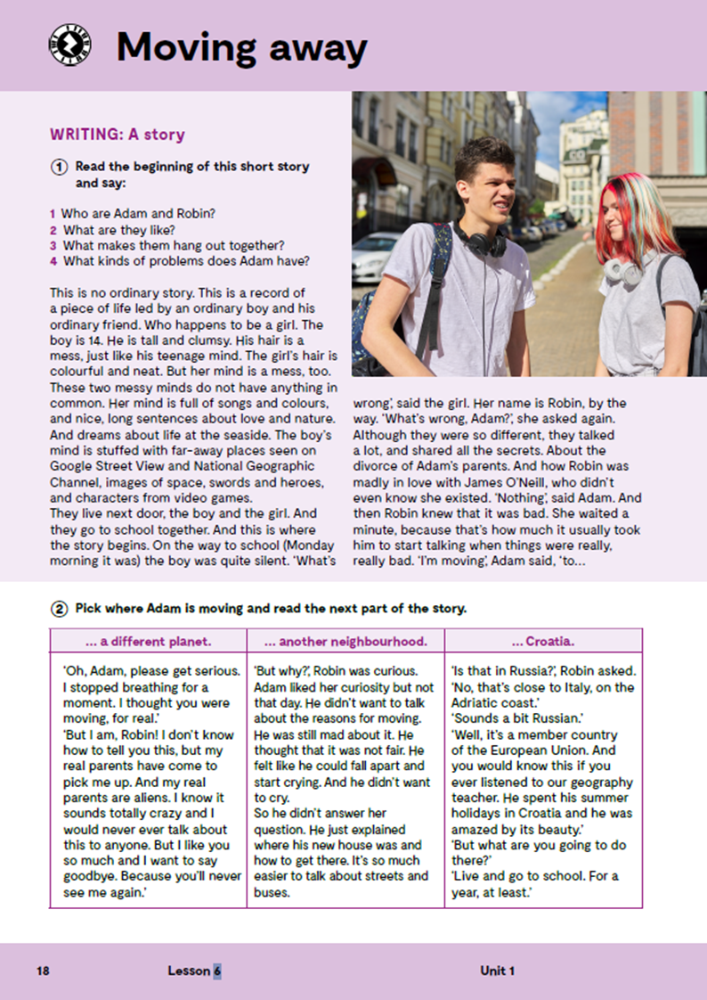 Moving away
WRITING: A story
1 Read the beginning of this short story
and say:
1 Who are Adam and Robin?
2 What are they like?
3 What makes them hang out together?
4 What kinds of problems does Adam have?
This is no ordinary story. This is a record of
a piece of life led by an ordinary boy and his
ordinary friend. Who happens to be a girl. The
boy is 14. He is tall and clumsy. His hair is a
mess, just like his teenage mind. The girl's hair is
colourful and neat. But her mind is a mess, too.
These two messy minds do not have anything in
common. Her mind is full of songs and colours,
and nice, long sentences about love and nature.
And dreams about life at the seaside. The boy's
mind is stuffed with far-away places seen on
Google Street View and National Geographic
Channel, images of space, swords and heroes,
and characters from video games.
They live next door, the boy and the girl. And
they go to school together. And this is where
the story begins. On the way to school (Monday
morning it was) the boy was quite silent. 'What's
wrong', said the girl. Her name is Robin, by the
way. 'What's wrong, Adam?', she asked again.
Although they were so different, they talked
a lot, and shared all the secrets. About the
divorce of Adam's parents. And how Robin was
madly in love with James O'Neill, who didn't
even know she existed. 'Nothing', said Adam. And
then Robin knew that it was bad. She waited a
minute, because that's how much it usually took
him to start talking when things were really,
really bad. 'I'm moving', Adam said, 'to...
2 Pick where Adam is moving and read the next part of the story.
... a different planet.
'Oh, Adam, please get serious.
I stopped breathing for a
moment. I thought you were
moving, for real.'
'But I am, Robin! I don't know
how to tell you this, but my
real parents have come to
pick me up. And my real
parents are aliens. I know it
sounds totally crazy and I
would never ever talk about
this to anyone. But I like you
so much and I want to say
goodbye. Because you'll never
see me again.'
... another neighbourhood.
'But why?', Robin was curious.
Adam liked her curiosity but not
that day. He didn't want to talk
about the reasons for moving.
He was still mad about it. He
thought that it was not fair. He
felt like he could fall apart and
start crying. And he didn't want
to cry.
So he didn't answer her
question. He just explained
where his new house was and
how to get there. It's so much
easier to talk about streets and
buses.
... Croatia.
'Is that in Russia?', Robin asked.
'No, that's close to Italy, on the
Adriatic coast.'
'Sounds a bit Russian.'
'Well, it's a member country
of the European Union. And
you would know this if you
ever listened to our geography
teacher. He spent his summer
holidays in Croatia and he was
amazed by its beauty.'
'But what are you going to do
there?'
'Live and go to school. For a
year, at least.'
18 Lesson 6 Unit 1